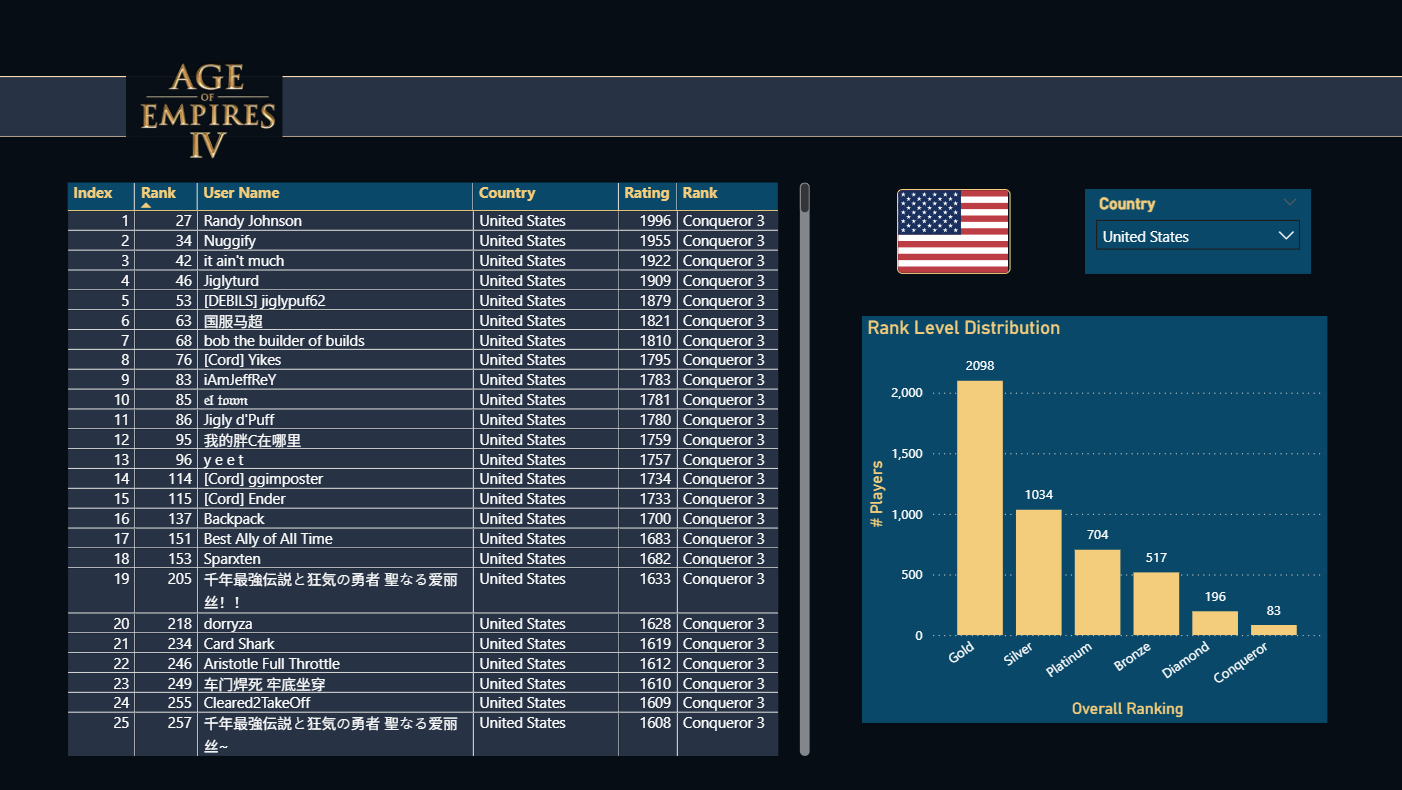 AGE
OF
EMPIRES
IV
Index Rank User Name Country Rating Rank
1 27 Randy Johnson United States 1996 Conqueror 3
2 34 Nuggify United States 1955 Conqueror 3
3 42 it ain't much United States 1922 Conqueror 3
4 46 Jiglyturd United States 1909 Conqueror 3
5 53 [DEBILS] jiglypuf62 United States 1879 Conqueror 3
6 63 国服马超 United States 1821 Conqueror 3
7 68 bob the builder of builds United States 1810 Conqueror 3
8 76 [Cord] Yikes United States 1795 Conqueror 3
9 83 iAmJeffReY United States 1783 Conqueror 3
10 85 𝔢𝔩 𝔱𝔬𝔴𝔫 United States 1781 Conqueror 3
11 86 Jigly d'Puff United States 1780 Conqueror 3
12 95 我的胖C在哪里 United States 1759 Conqueror 3
13 96 y e e t United States 1757 Conqueror 3
14 114 [Cord] ggimposter United States 1734 Conqueror 3
15 115 [Cord] Ender United States 1733 Conqueror 3
16 137 Backpack United States 1700 Conqueror 3
17 151 Best Ally of All Time United States 1683 Conqueror 3
18 153 Sparxten United States 1682 Conqueror 3
19 205 千年最強伝説と狂気の勇者 聖なる爱丽 United States 1633 Conqueror 3
丝！！
20 218 dorryza United States 1628 Conqueror 3
21 234 Card Shark United States 1619 Conqueror 3
22 246 Aristotle Full Throttle United States 1612 Conqueror 3
23 249 车门焊死 牢底坐穿 United States 1610 Conqueror 3
24 255 Cleared2TakeOff United States 1609 Conqueror 3
25 257 千年最強伝説と狂気の勇者 聖なる爱丽 United States 1608 Conqueror 3
丝~
Country
United States
Rank Level Distribution
# Players
2,000
1,500
1,000
500
0
2098
1034
704
517
196
83
Gold
Silver
Platinum
Bronze
Diamond
Conqueror
Overall Ranking